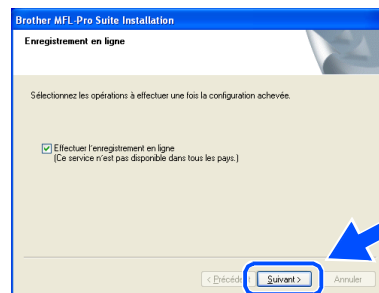 Brother MFL-Pro Suite Installation
Enregistrement en ligne
Sélectionnez les opérations à effectuer une fois la configuration achevée.
Effectuer l'enregistrement en ligne
(Ce service n'est pas disponible dans tous les pays.)
< Suivant > Annuler